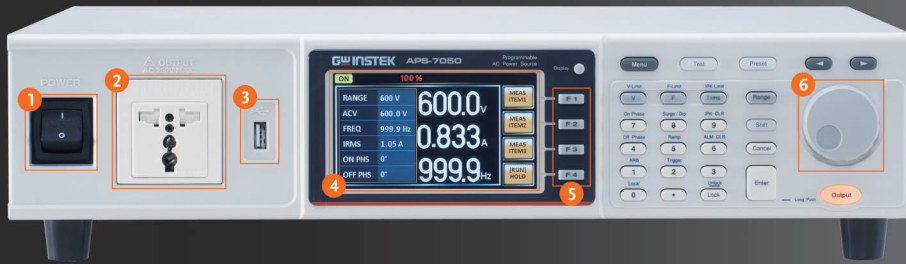 GWINSTEK APS-7050
Programmable
AC Power Source
Display
POWER
OUTPUT
1
2
3
4
5
6
ON 100 %
RANGE 600 V
ACV 600.0 V
FREQ 999.9 Hz
IRMS 1.05 A
ON PHS 0°
OFF PHS 0°
600.0V
0.833A
999.9Hz
MEAS
ITEM1
MEAS
ITEM2
MEAS
ITEM3
[RUN]
HOLD
F 1
F 2
F 3
F 4
Menu Test Preset
V Limit F Limit IPK Limit
V F Irms Range
On Phase Surge / Dip IPK CLR
7 8 9 Shift
Off Phase Ramp ALM CLR
4 5 6 Cancel
ARB Trigger
1 2 3 Enter
Local Unlock
0 • Lock
Long Push
Output